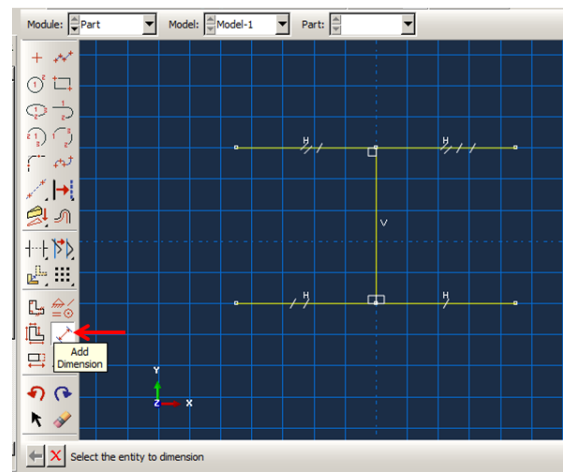 Module: Part Model: Model-1 Part:
H H
V
H H
Add
Dimension
Y
Z X
Select the entity to dimension